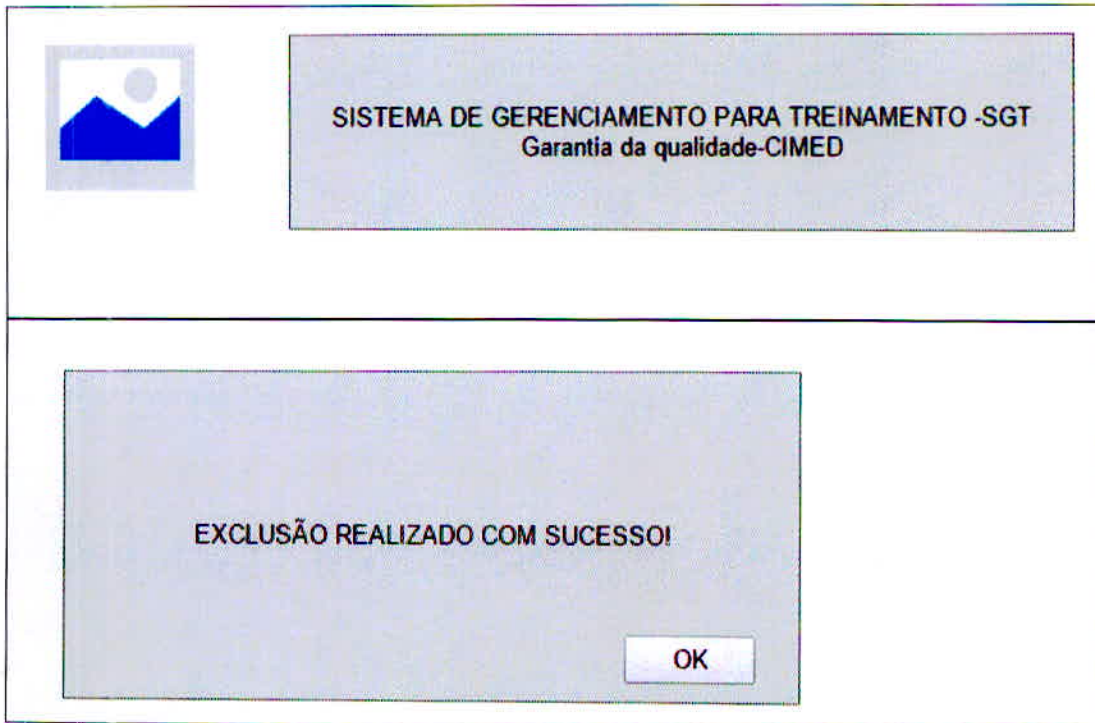 SISTEMA DE GERENCIAMENTO PARA TREINAMENTO -SGT
Garantia da qualidade-CIMED
EXCLUSÃO REALIZADO COM SUCESSO!
OK